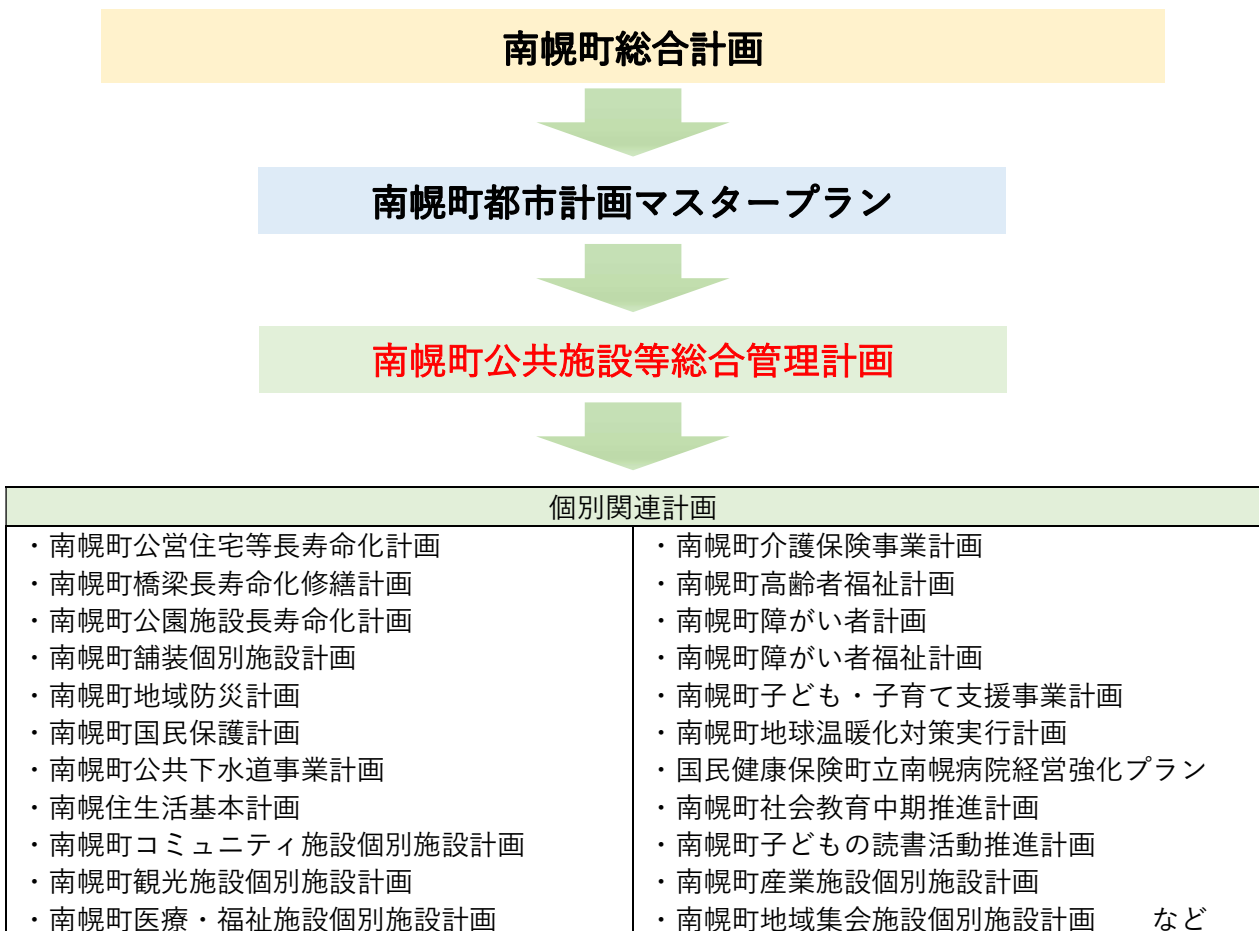 南幌町総合計画
南幌町都市計画マスタープラン
南幌町公共施設等総合管理計画
個別関連計画
・南幌町公営住宅等長寿命化計画
・南幌町橋梁長寿命化修繕計画
・南幌町公園施設長寿命化計画
・南幌町舗装個別施設計画
・南幌町地域防災計画
・南幌町国民保護計画
・南幌町公共下水道事業計画
・南幌住生活基本計画
・南幌町コミュニティ施設個別施設計画
・南幌町観光施設個別施設計画
・南幌町医療・福祉施設個別施設計画
・南幌町介護保険事業計画
・南幌町高齢者福祉計画
・南幌町障がい者計画
・南幌町障がい者福祉計画
・南幌町子ども・子育て支援事業計画
・南幌町地球温暖化対策実行計画
・国民健康保険町立南幌病院経営強化プラン
・南幌町社会教育中期推進計画
・南幌町子どもの読書活動推進計画
・南幌町産業施設個別施設計画
・南幌町地域集会施設個別施設計画　　など